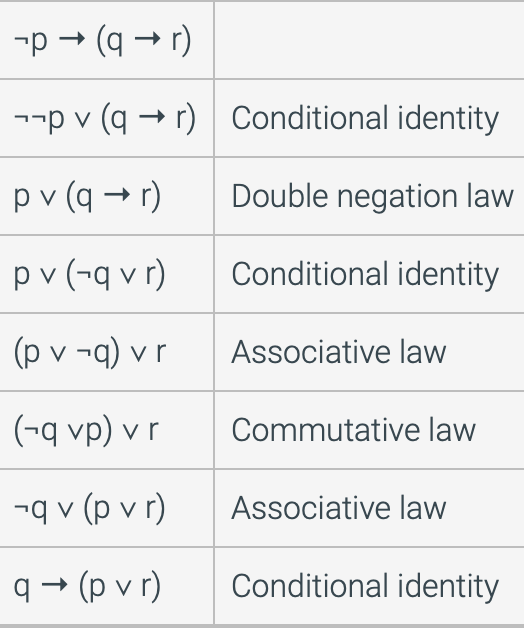 ¬p → (q → r)
¬¬p ∨ (q → r) Conditional identity
p ∨ (q → r) Double negation law
p ∨ (¬q ∨ r) Conditional identity
(p ∨ ¬q) ∨ r Associative law
(¬q ∨p) ∨ r Commutative law
¬q ∨ (p ∨ r) Associative law
q → (p ∨ r) Conditional identity